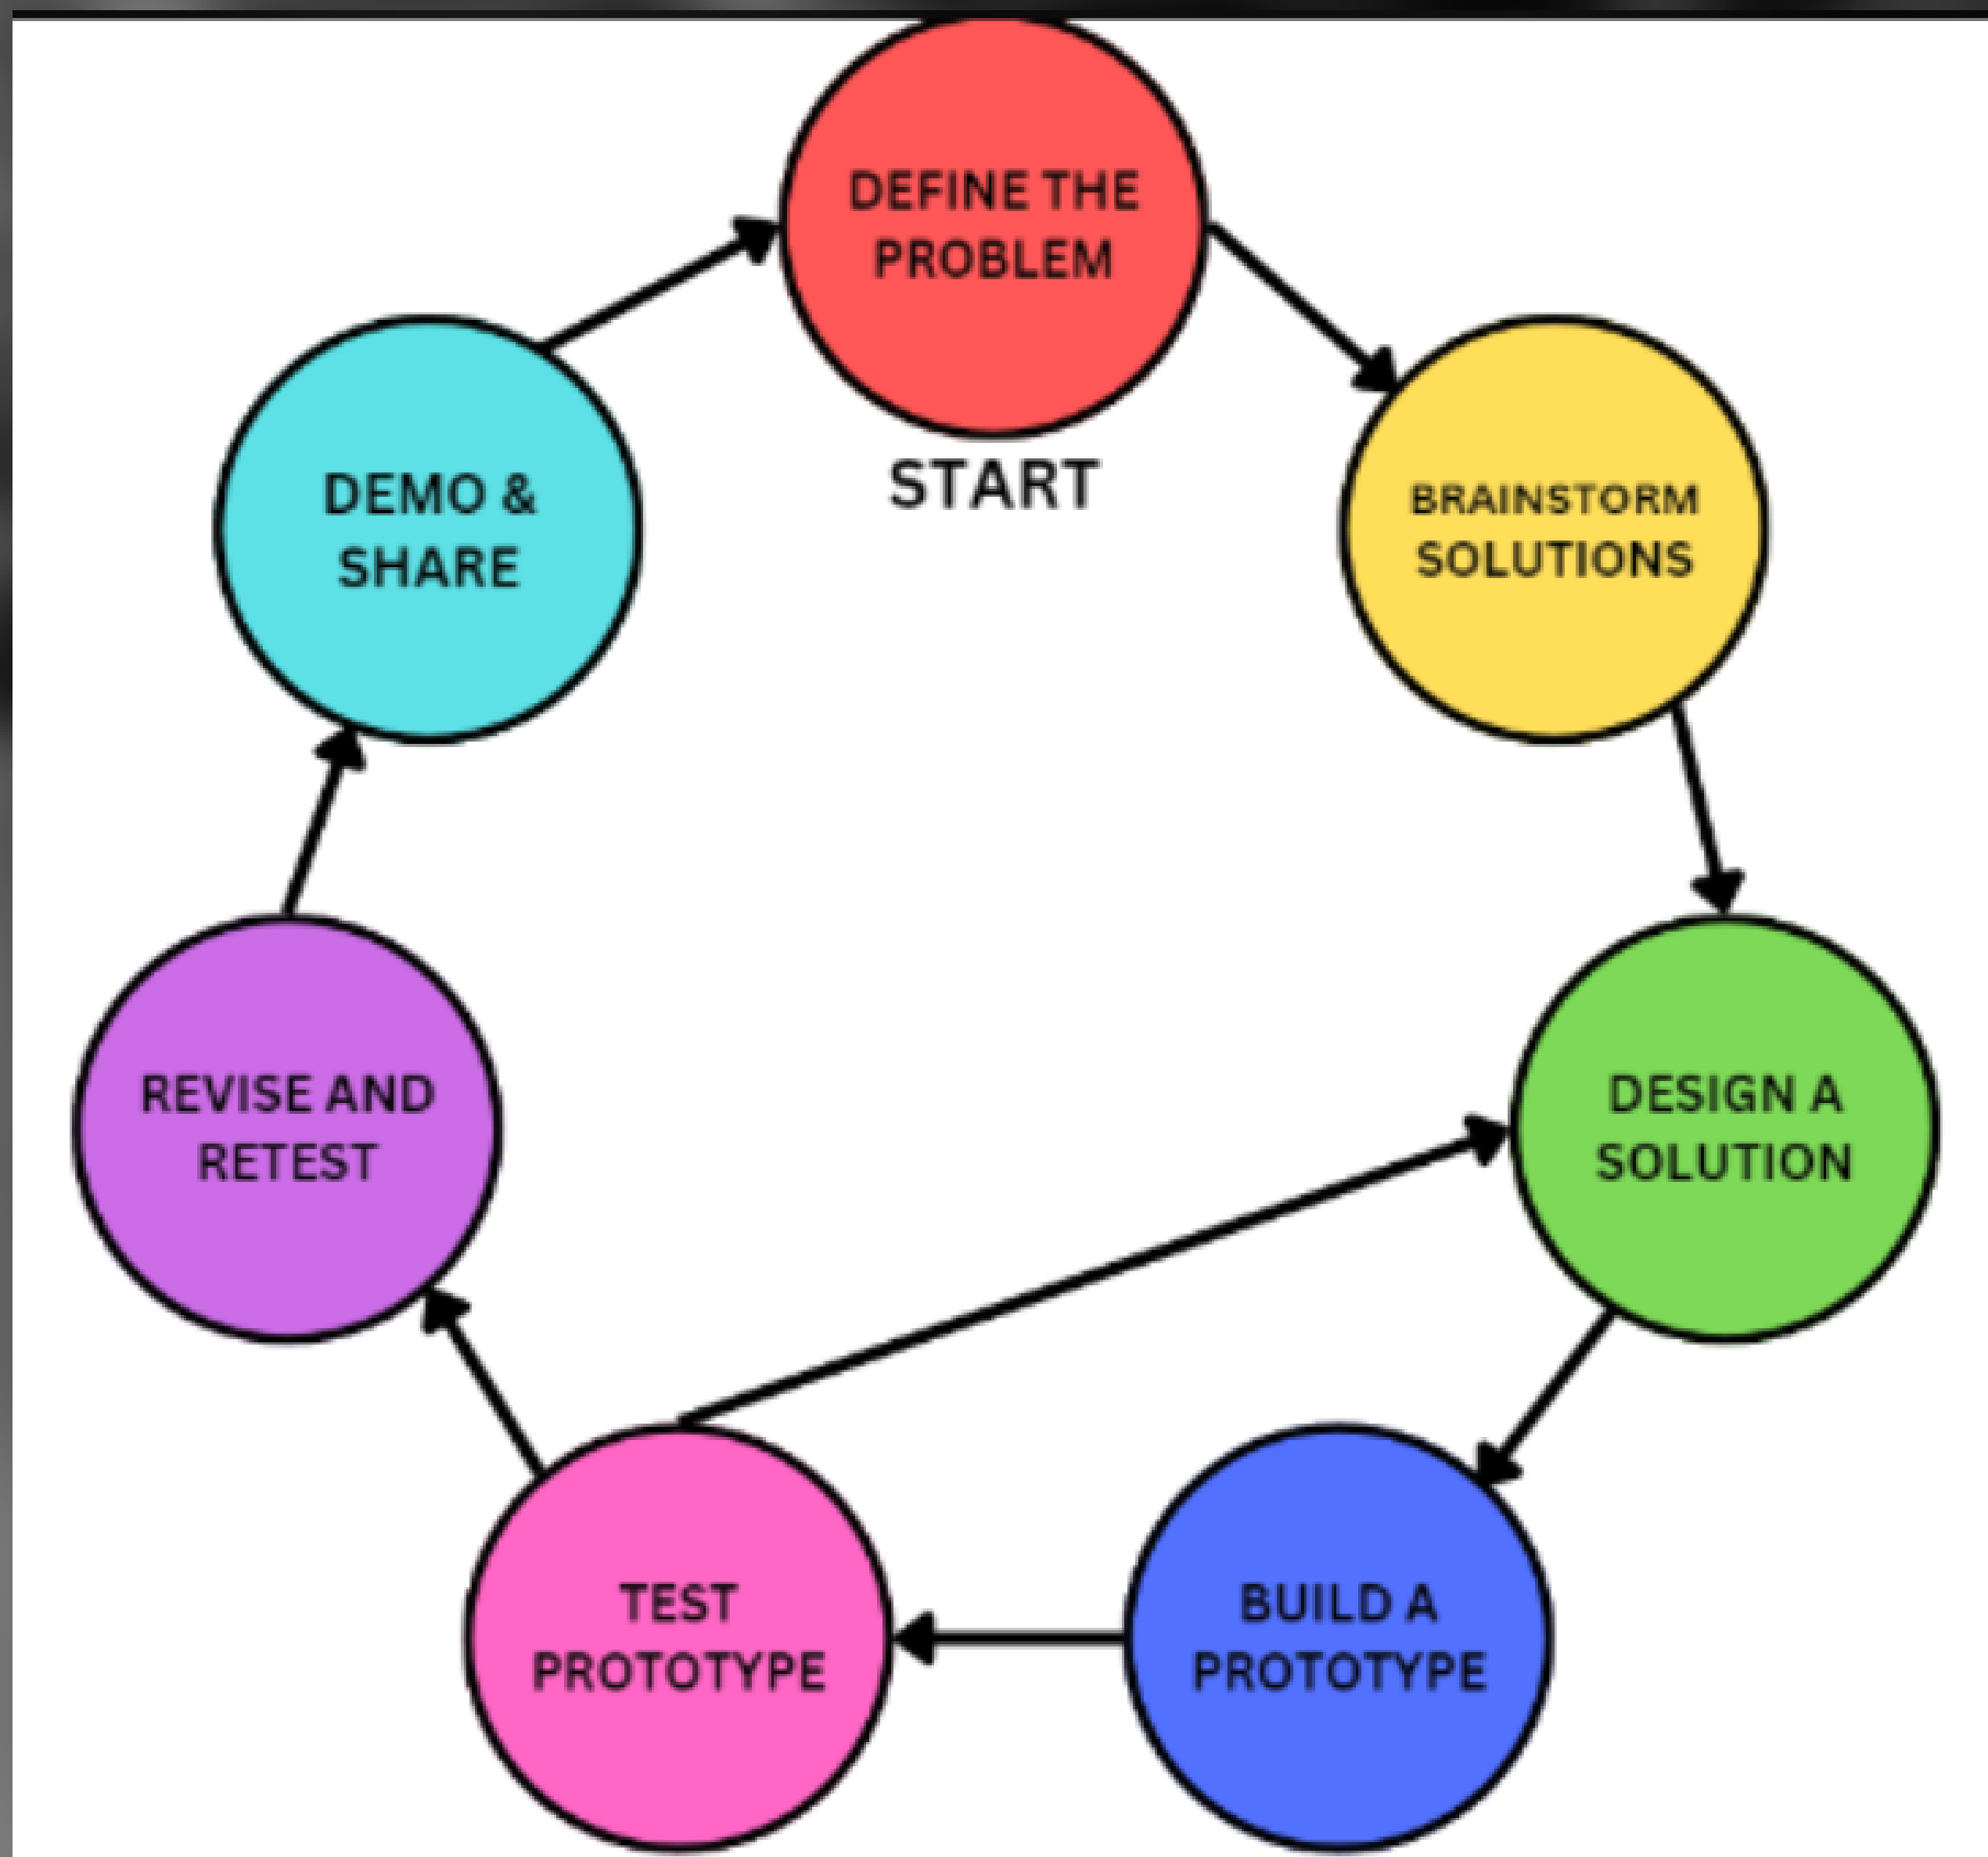 DEFINE THE
PROBLEM
START
BRAINSTORM
SOLUTIONS
DESIGN A
SOLUTION
BUILD A
PROTOTYPE
TEST
PROTOTYPE
REVISE AND
RETEST
DEMO &
SHARE